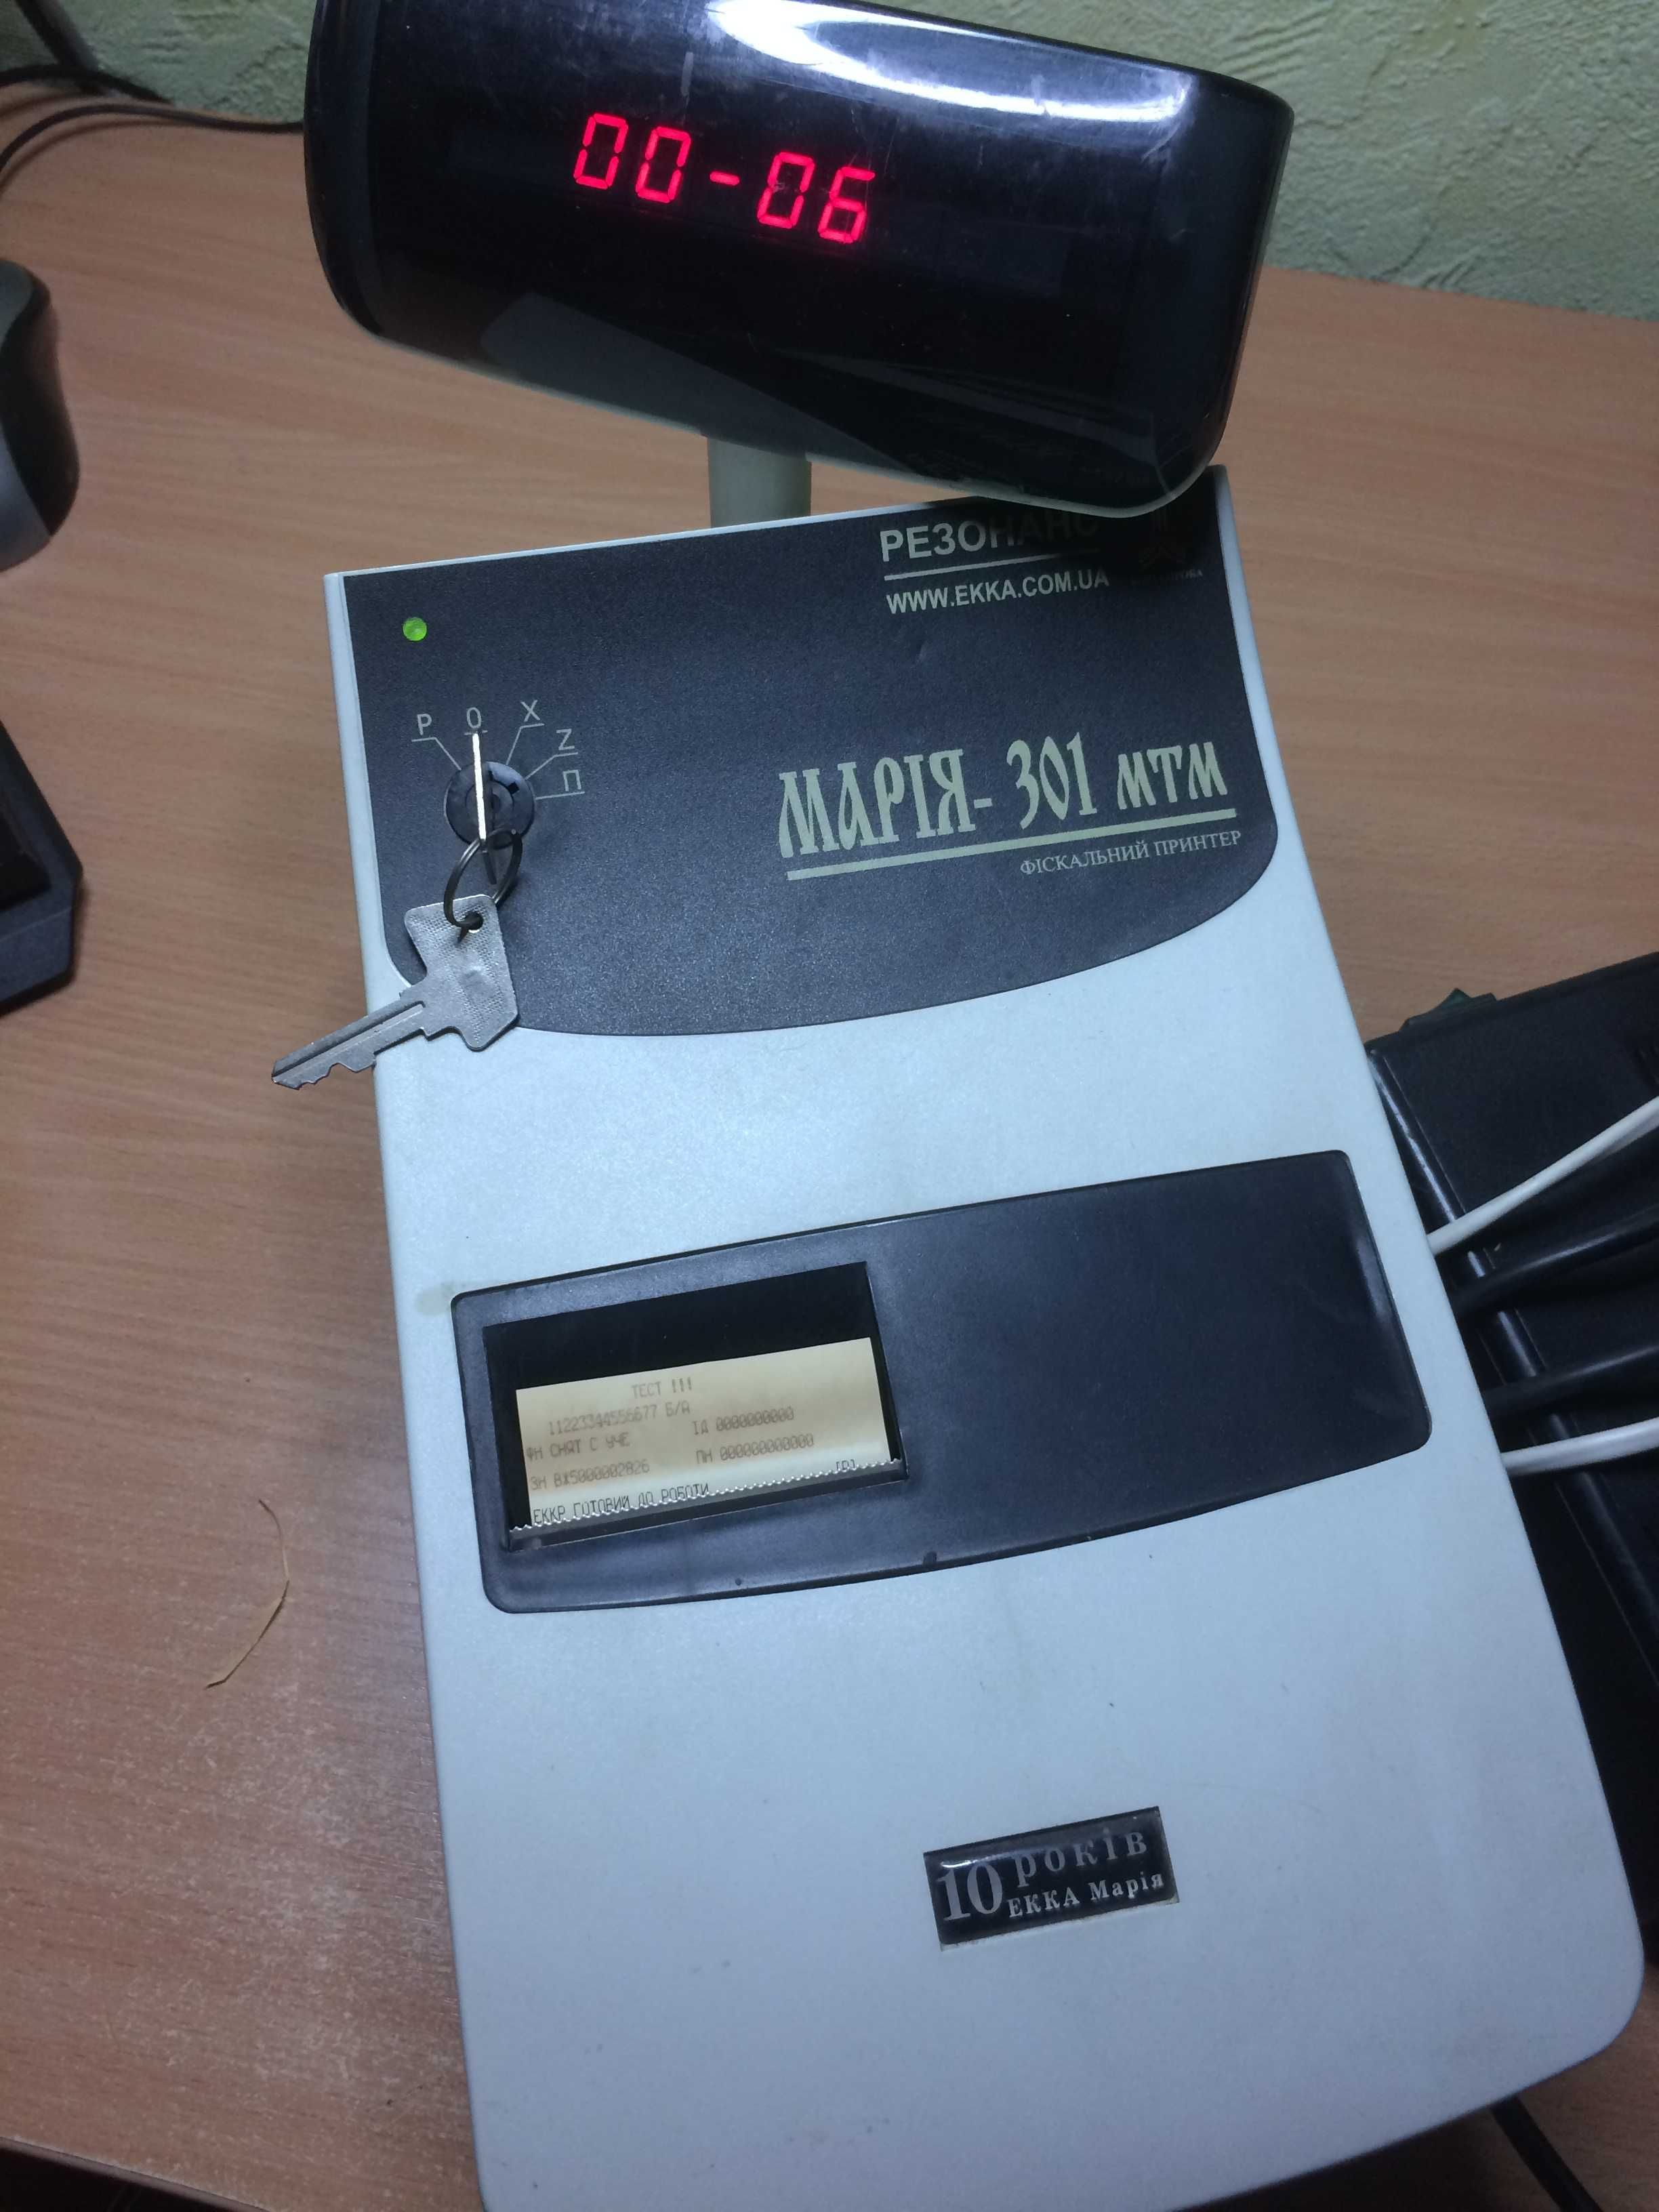 00-06
РЕЗОНАНС
WWW.EKKA.COM.UA
Р 0 X Z П
МАРІЯ- 301 МТМ
ФІСКАЛЬНИЙ ПРИНТЕР
ТЕСТ !!!
11223344556677 Б/А
ФН СНЯТ С УЧЕ ІД 0000000000
ЗН ВХ5000002826 ПН 000000000000
ЕККР ГОТОВИЙ ДО РОБОТИ [Р]
10 років
ЕККА Марія